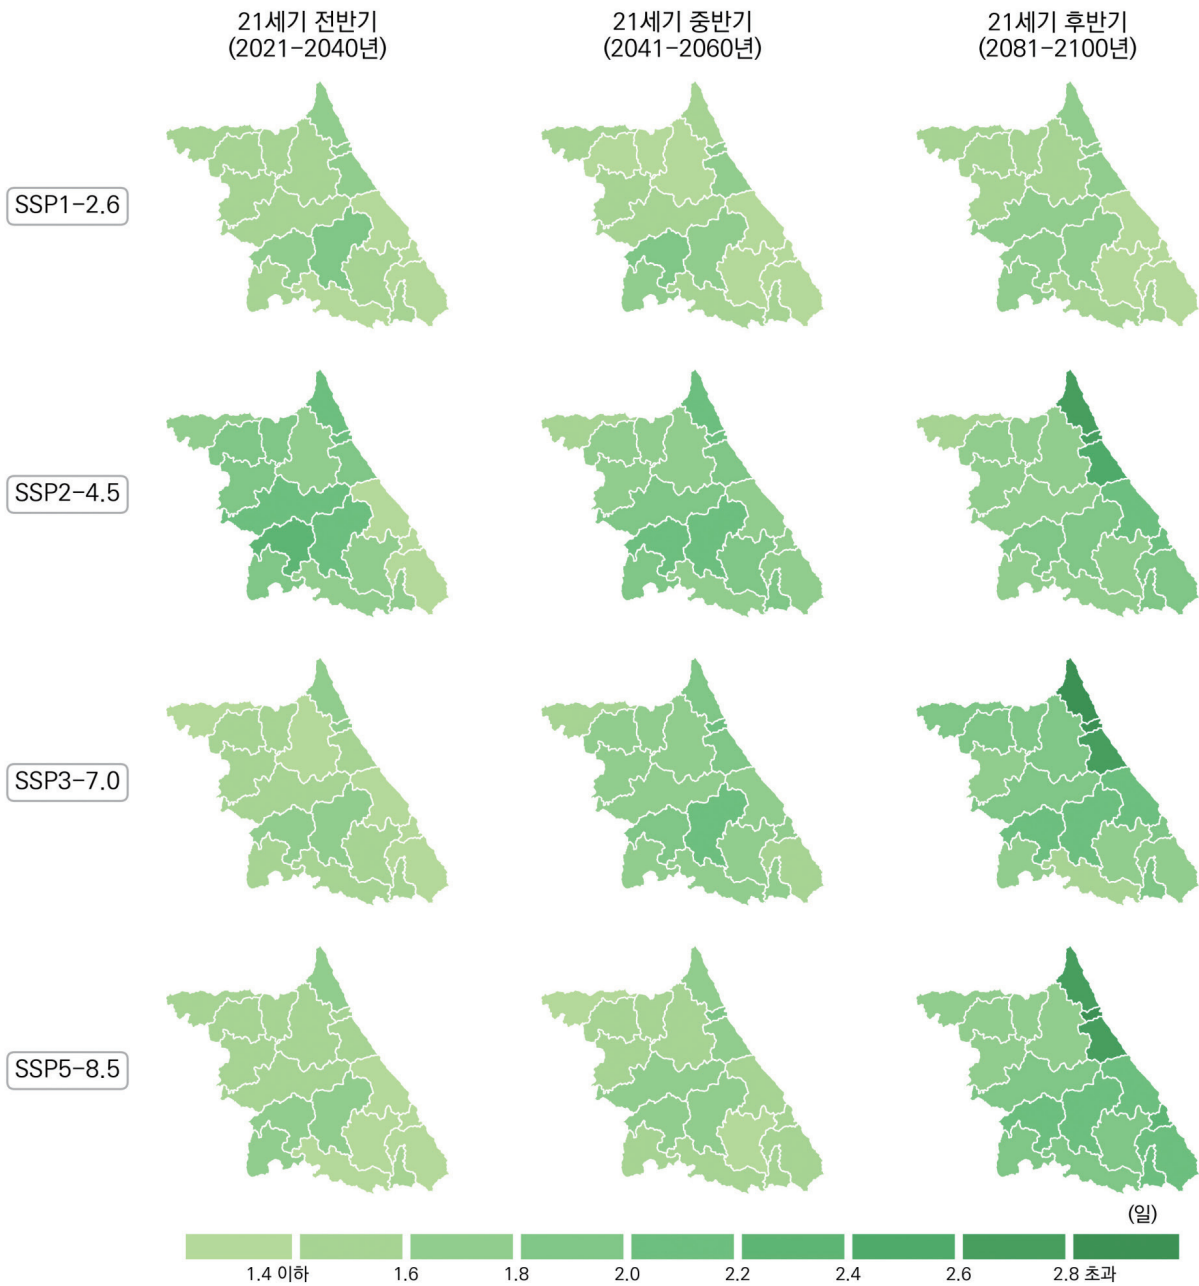 21세기 전반기
(2021-2040년)
21세기 중반기
(2041-2060년)
21세기 후반기
(2081-2100년)
SSP1-2.6
SSP2-4.5
SSP3-7.0
SSP5-8.5
(일)
1.4 이하 1.6 1.8 2.0 2.2 2.4 2.6 2.8 초과